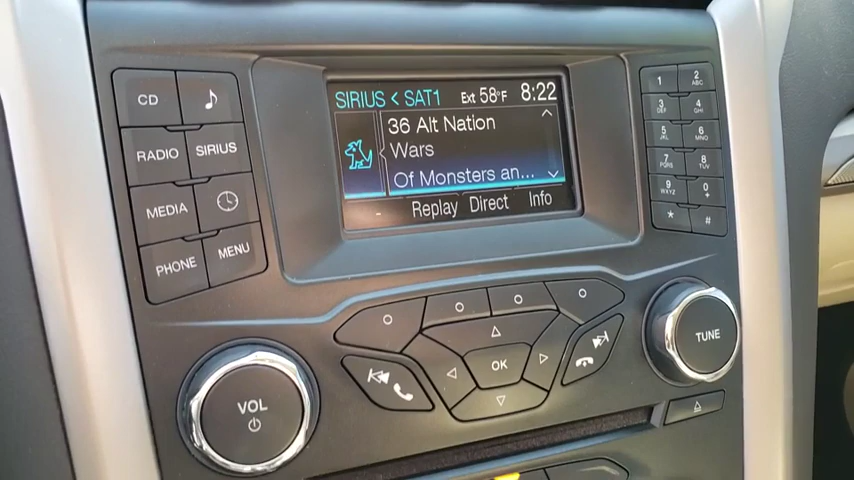 SIRIUS < SAT1 Ext 58°F 8:22
36 Alt Nation
Wars
Of Monsters an...
- Replay Direct Info
CD
RADIO SIRIUS
MEDIA
PHONE MENU
1 2 ABC
3 DEF 4 GHI
5 JKL 6 MNO
7 PQRS 8 TUV
9 WXYZ 0 +
* #
OK
VOL
TUNE